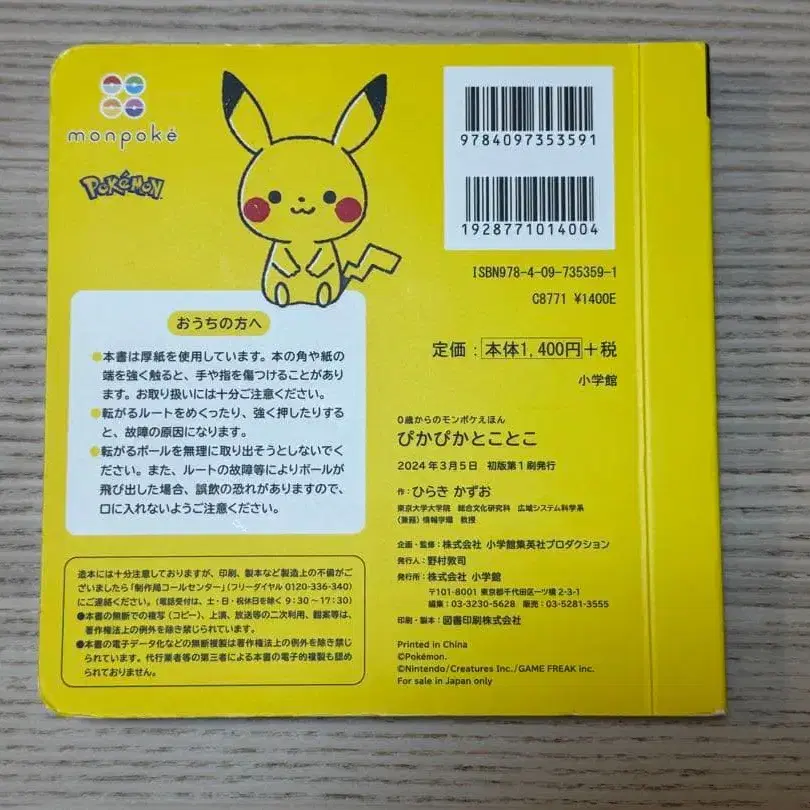 monpoké
POKÉMON
9784097353591
1928771014004
ISBN978-4-09-735359-1
C8771 ¥1400E
定価:本体1,400円+税
小学館
おうちの方へ
●本書は厚紙を使用しています。本の角や紙の
端を強く触ると、手や指を傷つけることがあり
ます。お取り扱いには十分ご注意ください。
●転がるルートをめくったり、強く押したりする
と、故障の原因になります。
●転がるボールを無理に取り出そうとしないでく
ださい。また、ルートの故障等によりボールが
飛び出した場合、誤飲の恐れがありますので、
口に入れないようご注意ください。
0歳からのモンポケえほん
ぴかぴかとことこ
2024年3月5日 初版第1刷発行
作:ひらき かずお
東京大学大学院 総合文化研究科 広域システム科学系
(兼務)情報学環 教授
企画・監修:株式会社 小学館集英社プロダクション
発行人:野村敦司
発行所:株式会社 小学館
〒101-8001 東京都千代田区一ツ橋 2-3-1
編集:03-3230-5628 販売:03-5281-3555
印刷・製本:図書印刷株式会社
Printed in China
©Pokémon.
©Nintendo/Creatures Inc./GAME FREAK inc.
For sale in Japan only
造本には十分注意しておりますが、印刷、製本など製造上の不備がご
ざいましたら「制作局コールセンター」(フリーダイヤル 0120-336-340)
にご連絡ください。(電話受付は、土・日・祝休日を除く 9:30~17:30)
●本書の無断での複写(コピー)、上演、放送等の二次利用、翻案等は、
著作権法上の例外を除き禁じられています。
●本書の電子データ化などの無断複製は著作権法上の例外を除き禁じ
られています。代行業者等の第三者による本書の電子的複製も認め
られておりません。